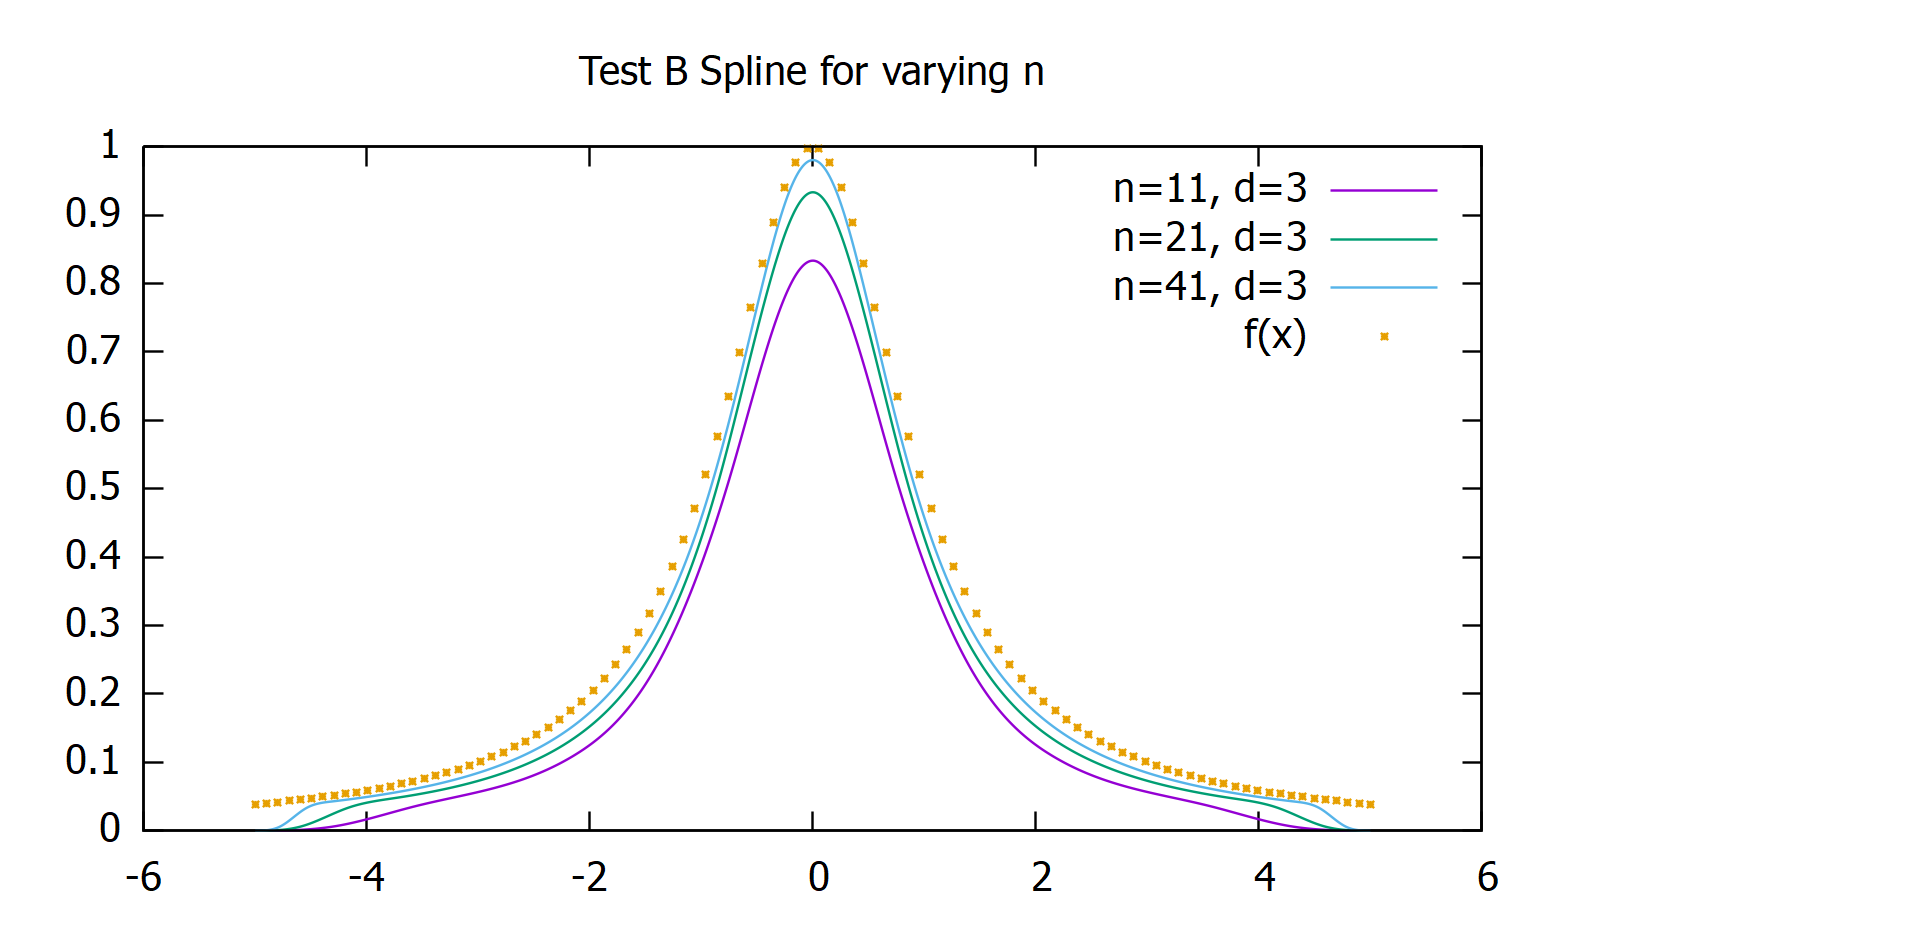 Test B Spline for varying n
1
0.9
0.8
0.7
0.6
0.5
0.4
0.3
0.2
0.1
0
-6 -4 -2 0 2 4 6
n=11, d=3
n=21, d=3
n=41, d=3
f(x)